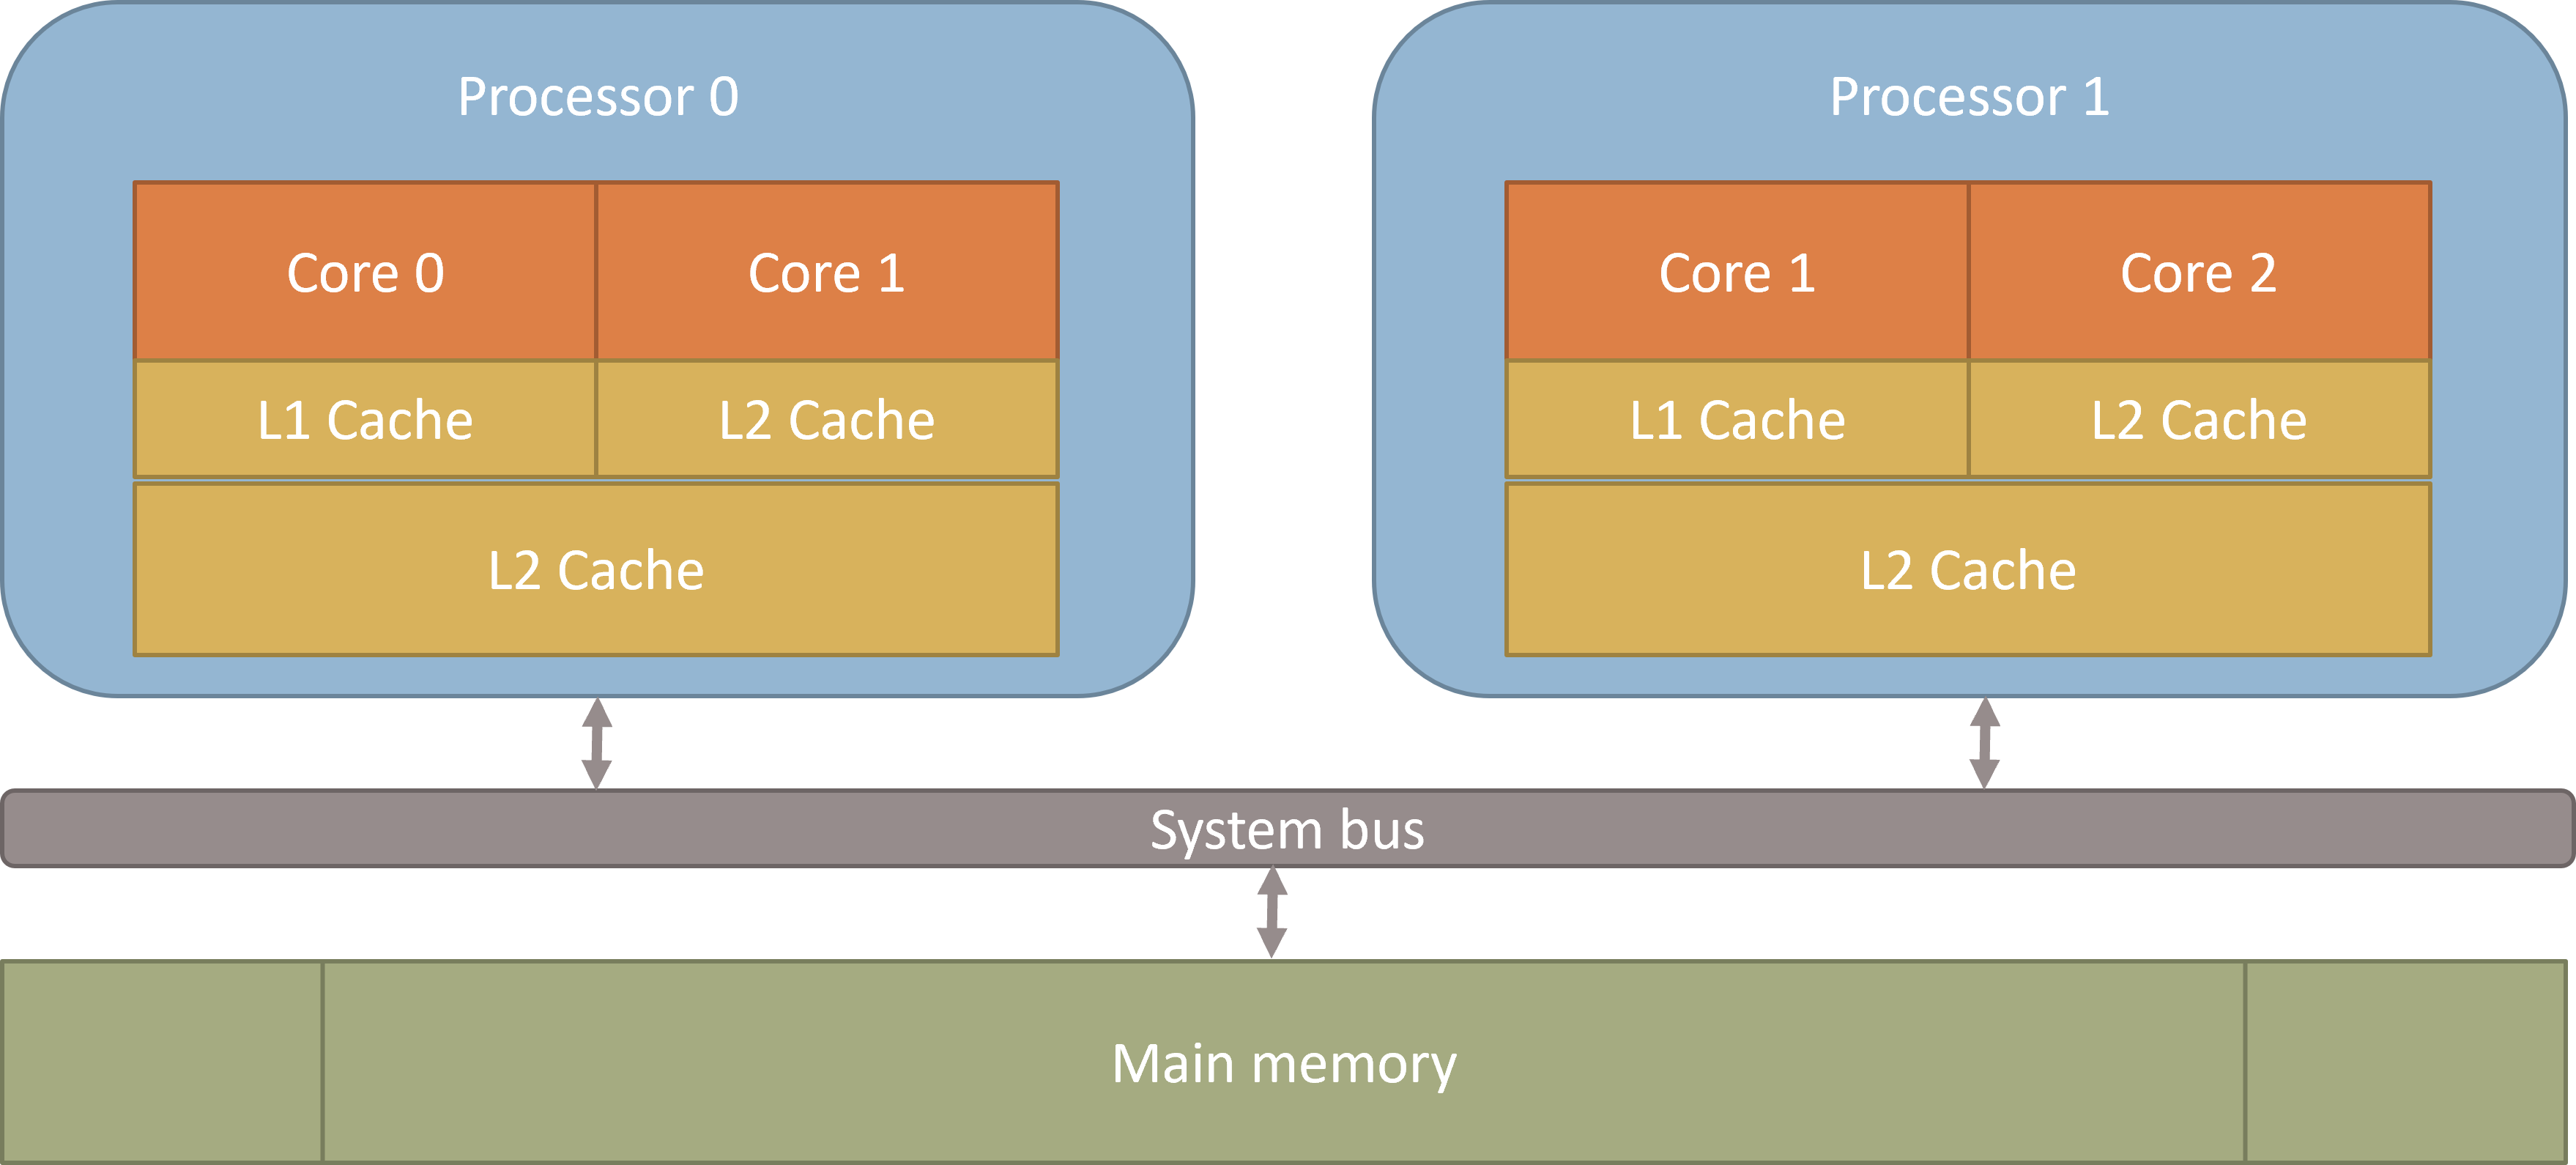 Processor 0
Processor 1
Core 0
Core 1
Core 1
Core 2
L1 Cache
L2 Cache
L1 Cache
L2 Cache
L2 Cache
L2 Cache
System bus
Main memory